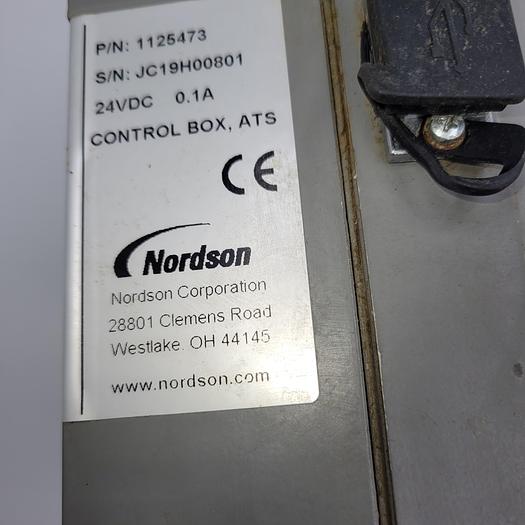 P/N: 1125473
S/N: JC19H00801
24VDC 0.1A
CONTROL BOX, ATS
CE
Nordson
Nordson Corporation
28801 Clemens Road
Westlake, OH 44145
www.nordson.com